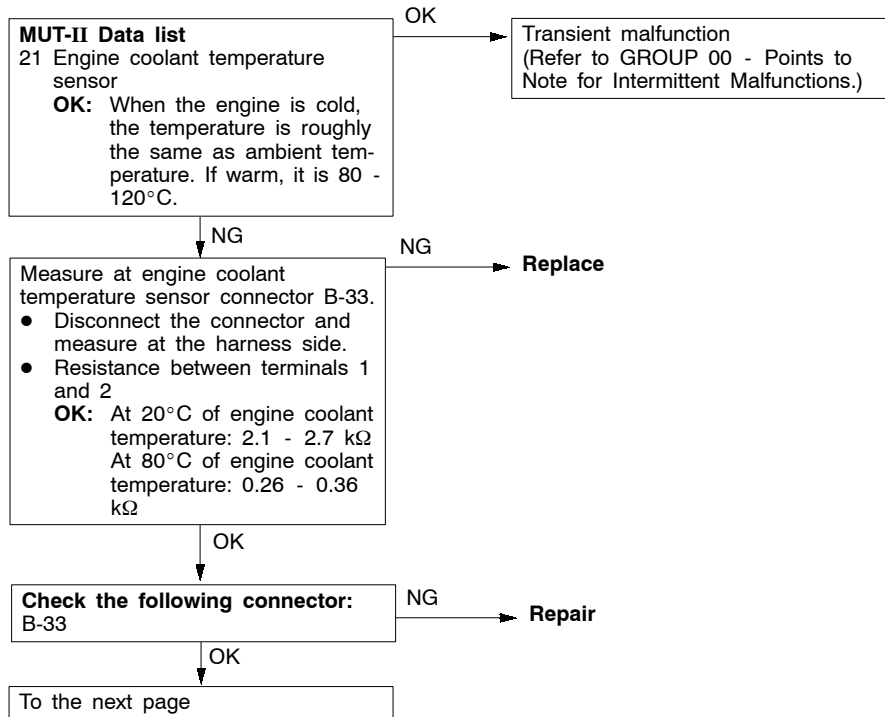 MUT-II Data list
21 Engine coolant temperature
sensor
OK: When the engine is cold,
the temperature is roughly
the same as ambient tem-
perature. If warm, it is 80 -
120°C.
OK
Transient malfunction
(Refer to GROUP 00 - Points to
Note for Intermittent Malfunctions.)
NG
Measure at engine coolant
temperature sensor connector B-33.
● Disconnect the connector and
measure at the harness side.
● Resistance between terminals 1
and 2
OK: At 20°C of engine coolant
temperature: 2.1 - 2.7 kΩ
At 80°C of engine coolant
temperature: 0.26 - 0.36
kΩ
NG
Replace
OK
Check the following connector:
B-33
NG
Repair
OK
To the next page